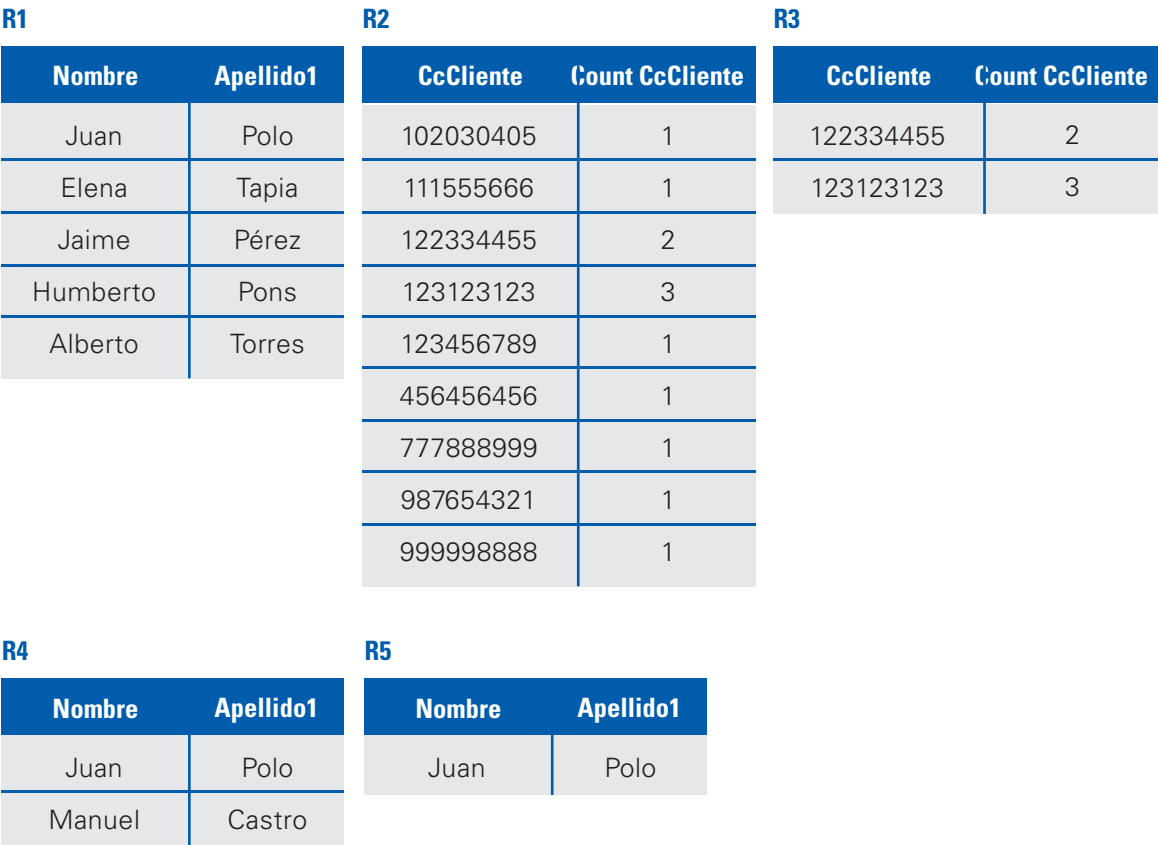 R1
Nombre Apellido1
Juan Polo
Elena Tapia
Jaime Pérez
Humberto Pons
Alberto Torres
R2
CcCliente Count CcCliente
102030405 1
111555666 1
122334455 2
123123123 3
123456789 1
456456456 1
777888999 1
987654321 1
999998888 1
R3
CcCliente Count CcCliente
122334455 2
123123123 3
R4
Nombre Apellido1
Juan Polo
Manuel Castro
R5
Nombre Apellido1
Juan Polo